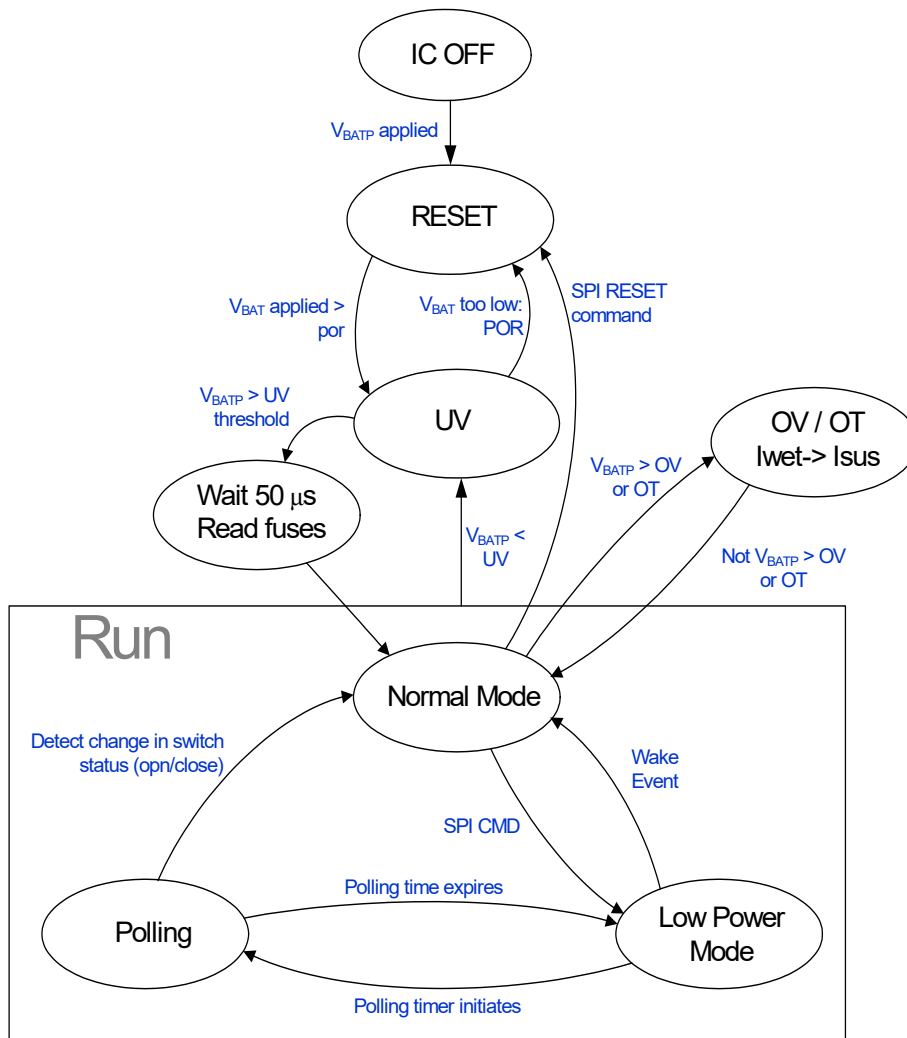 IC OFF
VBATP applied
RESET
VBAT applied >
por
VBAT too low:
POR
SPI RESET
command
VBATP > UV
threshold
UV
OV / OT
Iwet-> Isus
VBATP > OV
or OT
Wait 50 μs
Read fuses
VBATP <
UV
Not VBATP > OV
or OT
Run
Normal Mode
Detect change in switch
status (opn/close)
Wake
Event
SPI CMD
Polling time expires
Polling
Low Power
Mode
Polling timer initiates